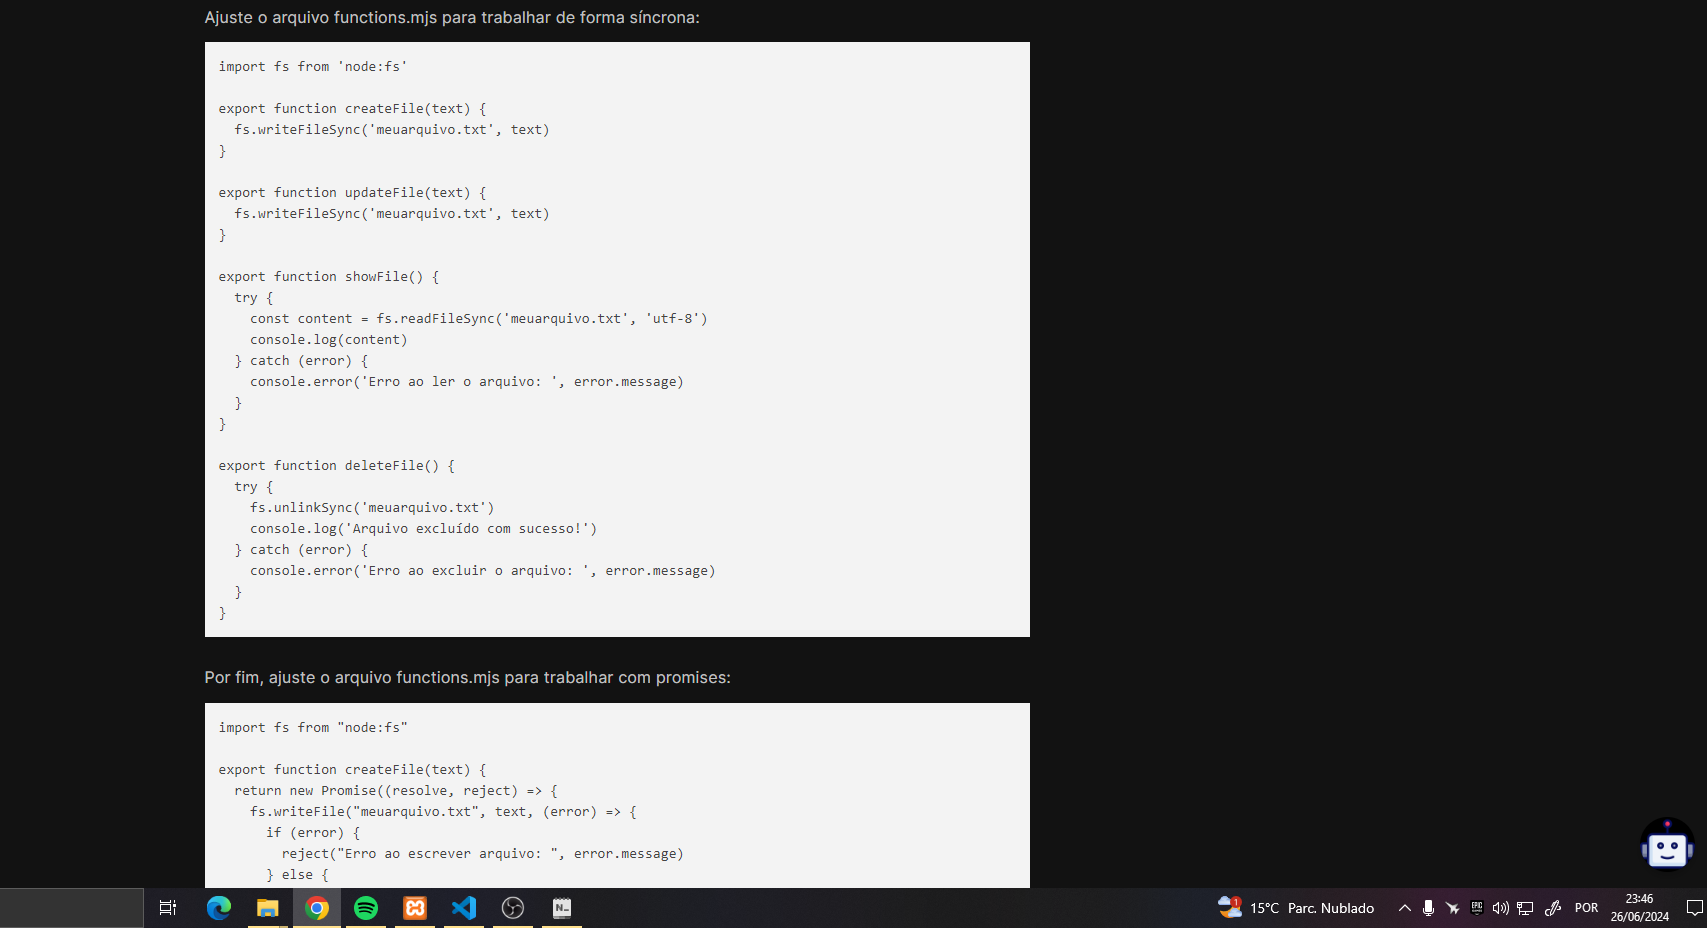 Ajuste o arquivo functions.mjs para trabalhar de forma síncrona:
import fs from 'node:fs'
export function createFile(text) {
  fs.writeFileSync('meuarquivo.txt', text)
}
export function updateFile(text) {
  fs.writeFileSync('meuarquivo.txt', text)
}
export function showFile() {
  try {
    const content = fs.readFileSync('meuarquivo.txt', 'utf-8')
    console.log(content)
  } catch (error) {
    console.error('Erro ao ler o arquivo: ', error.message)
  }
}
export function deleteFile() {
  try {
    fs.unlinkSync('meuarquivo.txt')
    console.log('Arquivo excluído com sucesso!')
  } catch (error) {
    console.error('Erro ao excluir o arquivo: ', error.message)
  }
}
Por fim, ajuste o arquivo functions.mjs para trabalhar com promises:
import fs from "node:fs"
export function createFile(text) {
  return new Promise((resolve, reject) => {
    fs.writeFile("meuarquivo.txt", text, (error) => {
      if (error) {
        reject("Erro ao escrever arquivo: ", error.message)
      } else {
N_
1
15°C Parc. Nublado
EPIC
POR
23:46
26/06/2024